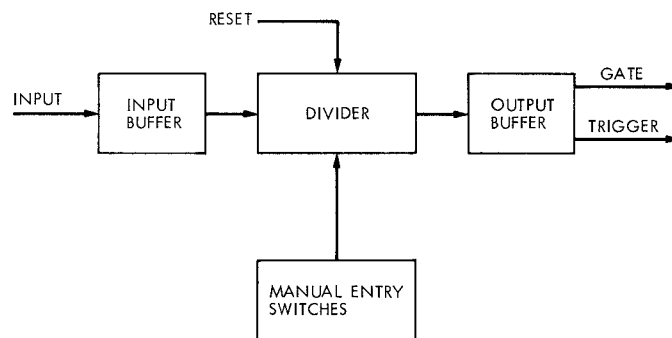 RESET
GATE
INPUT
INPUT
BUFFER
DIVIDER
OUTPUT
BUFFER
TRIGGER
MANUAL ENTRY
SWITCHES